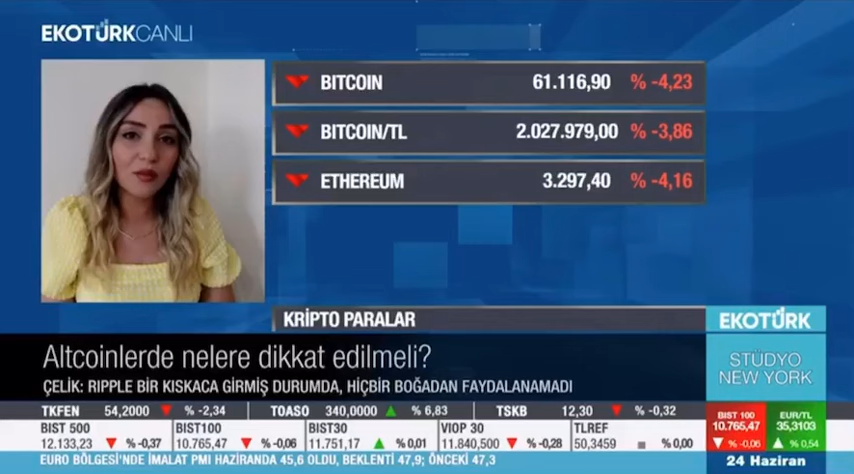 EKOTÜRK CANLI
BITCOIN 61.116,90 % -4,23
BITCOIN/TL 2.027.979,00 % -3,86
ETHEREUM 3.297,40 % -4,16
KRİPTO PARALAR
EKOTÜRK
Altcoinlerde nelere dikkat edilmeli?
ÇELİK: RIPPLE BİR KISKACA GİRMİŞ DURUMDA, HİÇBİR BOĞADAN FAYDALANAMADI
STÜDYO
NEW YORK
TKFEN 54,2000 % -2,34 TOASO 340,0000 % 6,83 TSKB 12,30 % -0,32
BIST 500 BIST100 BIST30 VIOP 30 TLREF
12.133,23 % -0,37 10.765,47 % -0,06 11.751,17 % 0,01 11.840,500 % -0,28 50,3459 % 0,00
BIST 100 EUR/TL
10.765,47 35,3103
% -0,06 % 0,54
EURO BÖLGESİ'NDE İMALAT PMI HAZİRANDA 45,6 OLDU, BEKLENTİ 47,9; ÖNCEKİ 47,3
24 Haziran